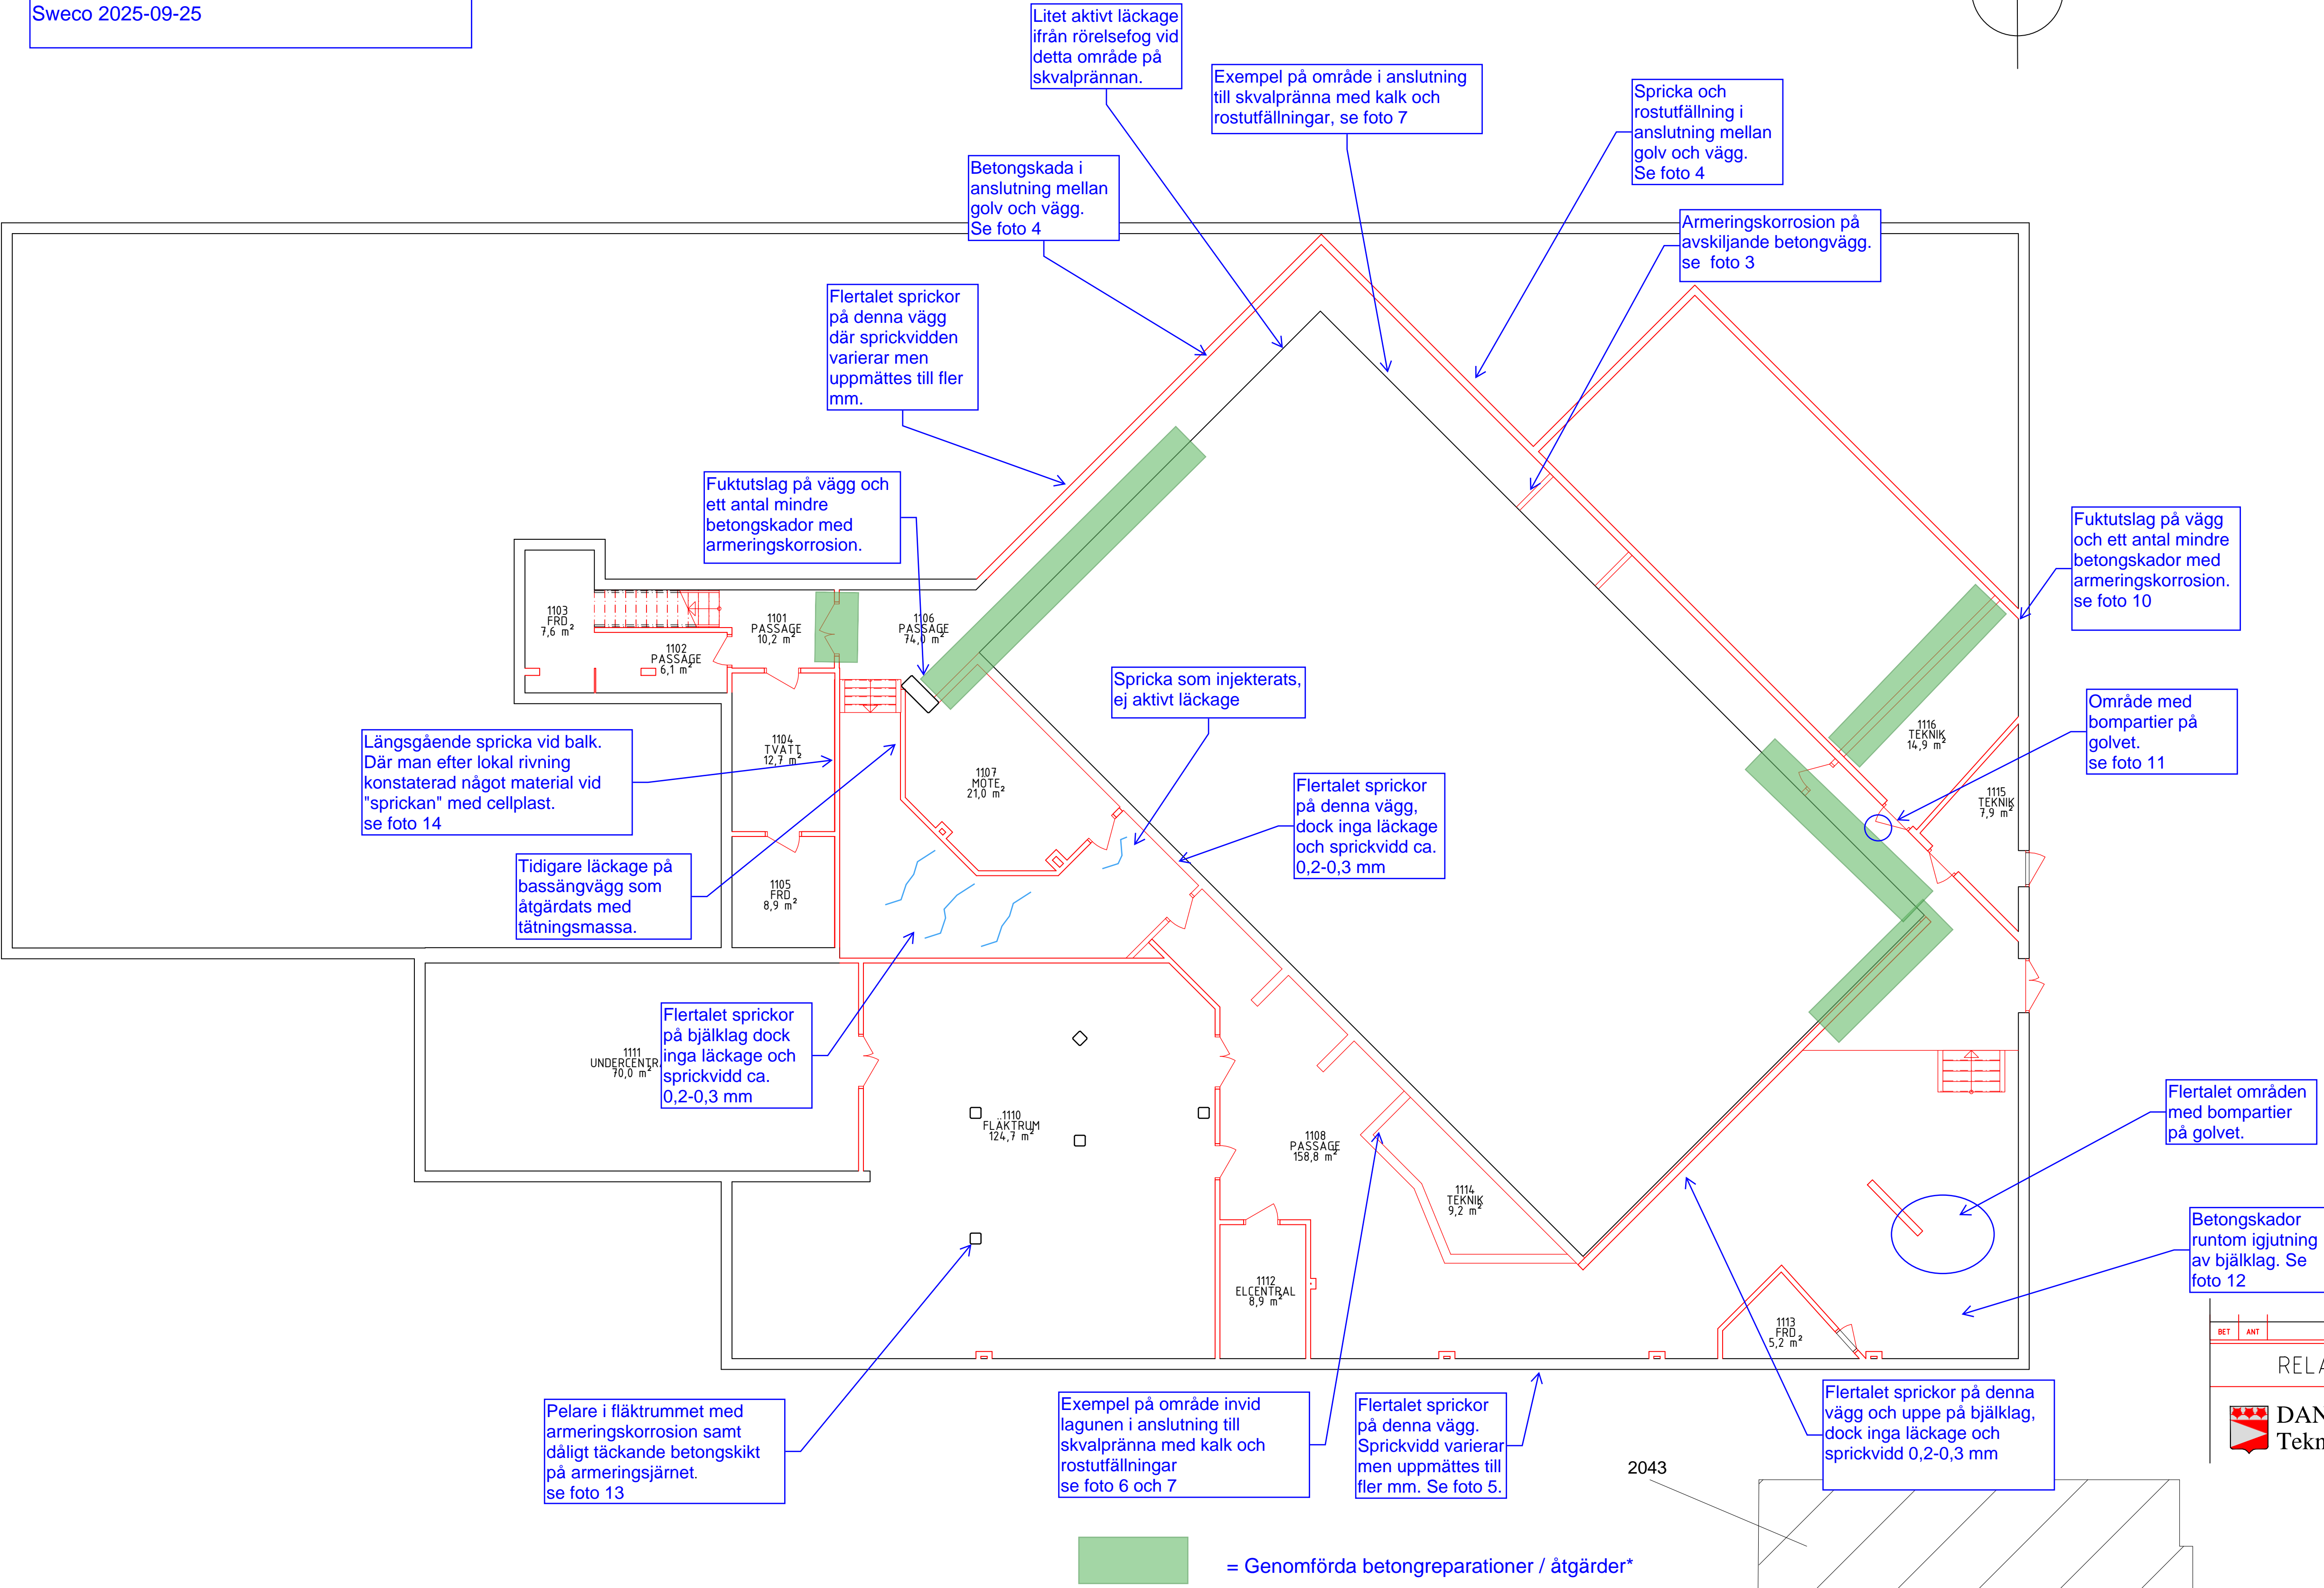 Sweco 2025-09-25
Litet aktivt läckage
ifrån rörelsefog vid
detta område på
skvalprännan.
Exempel på område i anslutning
till skvalpränna med kalk och
rostutfällningar, se foto 7
Spricka och
rostutfällning i
anslutning mellan
golv och vägg.
Se foto 4
Betongskada i
anslutning mellan
golv och vägg.
Se foto 4
Armeringskorrosion på
avskiljande betongvägg.
se foto 3
Flertalet sprickor
på denna vägg
där sprickvidden
varierar men
uppmättes till fler
mm.
Fuktutslag på vägg och
ett antal mindre
betongskador med
armeringskorrosion.
Fuktutslag på vägg
och ett antal mindre
betongskador med
armeringskorrosion.
se foto 10
1103
FRD
7,6 m²
1102
PASSAGE
6,1 m²
1101
PASSAGE
10,2 m²
1106
PASSAGE
74,0 m²
Spricka som injekterats,
ej aktivt läckage
Område med
bompartier på
golvet.
se foto 11
1116
TEKNIK
14,9 m²
1115
TEKNIK
7,9 m²
Längsgående spricka vid balk.
Där man efter lokal rivning
konstaterad något material vid
"sprickan" med cellplast.
se foto 14
1104
TVÄTT
12,7 m²
1107
MÖTE
21,0 m²
Flertalet sprickor
på denna vägg,
dock inga läckage
och sprickvidd ca.
0,2-0,3 mm
Tidigare läckage på
bassängvägg som
åtgärdats med
tätningsmassa.
1105
FRD
8,9 m²
Flertalet sprickor
på bjälklag dock
inga läckage och
sprickvidd ca.
0,2-0,3 mm
1111
UNDERCENTR
70,0 m²
1110
FLÄKTRUM
124,7 m²
1108
PASSAGE
158,8 m²
1114
TEKNIK
9,2 m²
Flertalet områden
med bompartier
på golvet.
Betongskador
runtom igjutning
av bjälklag. Se
foto 12
1112
ELCENTRAL
8,9 m²
1113
FRD
5,2 m²
BET ANT
RELA
DAN
Tekn
Pelare i fläktrummet med
armeringskorrosion samt
dåligt täckande betongskikt
på armeringsjärnet.
se foto 13
Exempel på område invid
lagunen i anslutning till
skvalpränna med kalk och
rostutfällningar
se foto 6 och 7
Flertalet sprickor
på denna vägg.
Sprickvidd varierar
men uppmättes till
fler mm. Se foto 5.
Flertalet sprickor på denna
vägg och uppe på bjälklag,
dock inga läckage och
sprickvidd 0,2-0,3 mm
2043
= Genomförda betongreparationer / åtgärder*